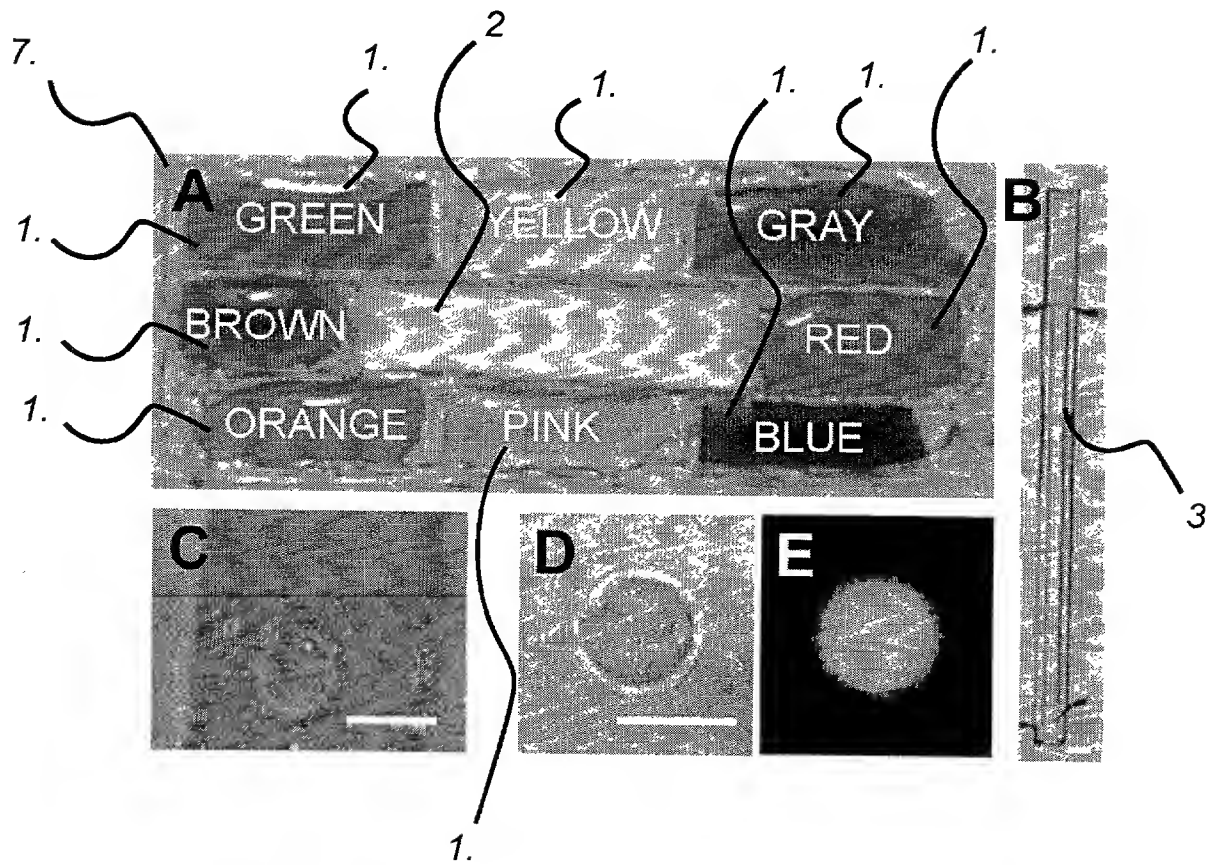 2
7.
1.
1.
1.
1.
1.
A
GREEN
YELLOW
GRAY
B
1.
BROWN
RED
1.
1.
ORANGE
PINK
BLUE
3
C
D
E
1.